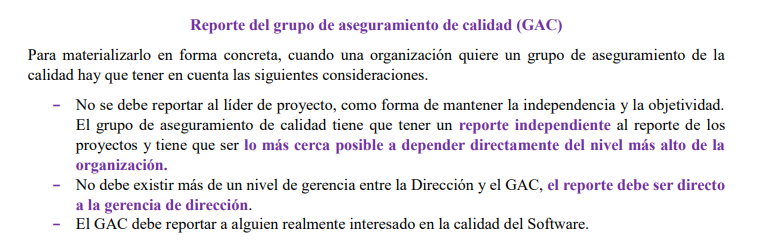 Reporte del grupo de aseguramiento de calidad (GAC)
Para materializarlo en forma concreta, cuando una organización quiere un grupo de aseguramiento de la
calidad hay que tener en cuenta las siguientes consideraciones.
– No se debe reportar al líder de proyecto, como forma de mantener la independencia y la objetividad.
El grupo de aseguramiento de calidad tiene que tener un reporte independiente al reporte de los
proyectos y tiene que ser lo más cerca posible a depender directamente del nivel más alto de la
organización.
– No debe existir más de un nivel de gerencia entre la Dirección y el GAC, el reporte debe ser directo
a la gerencia de dirección.
– El GAC debe reportar a alguien realmente interesado en la calidad del Software.